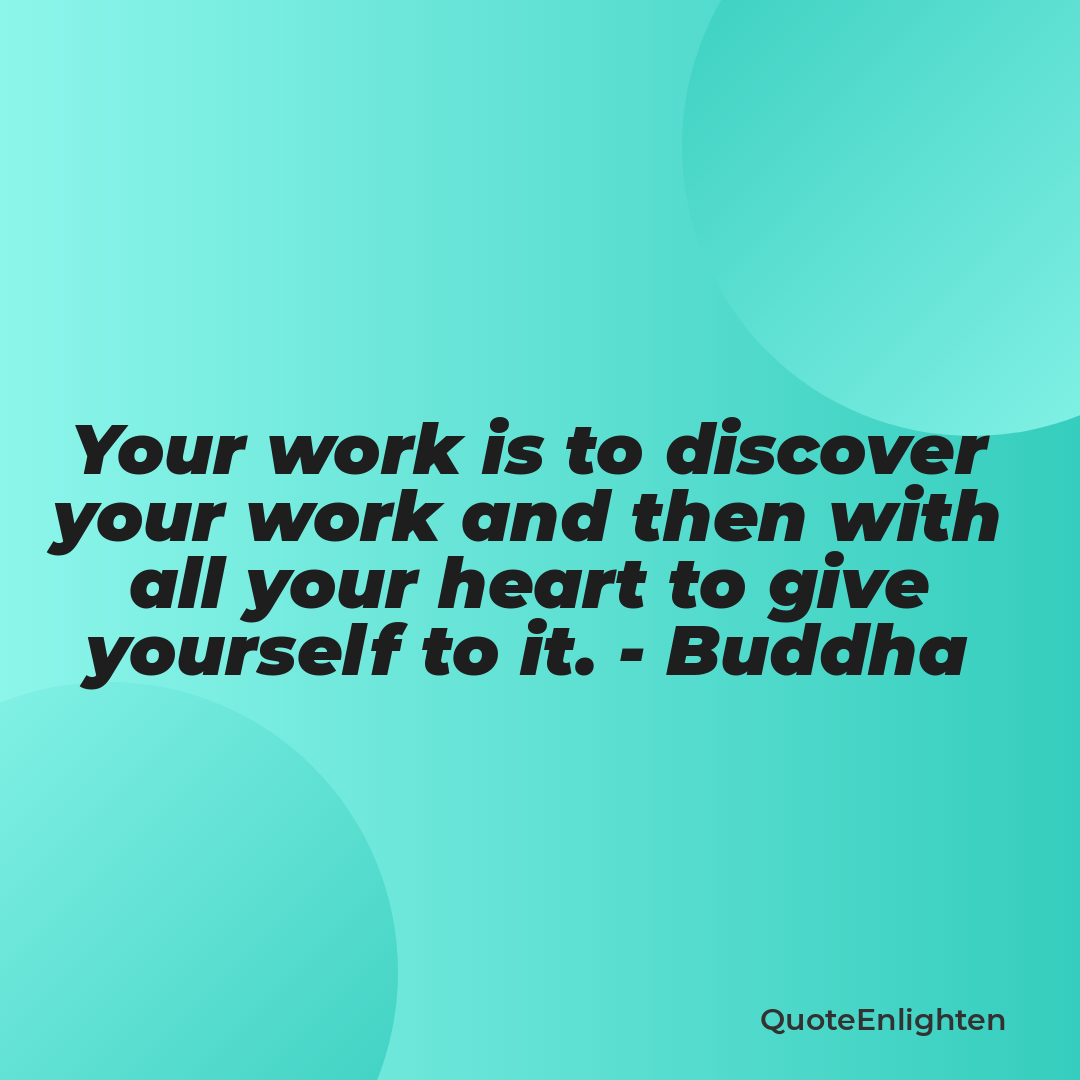 Your work is to discover
your work and then with
all your heart to give
yourself to it. - Buddha
QuoteEnlighten